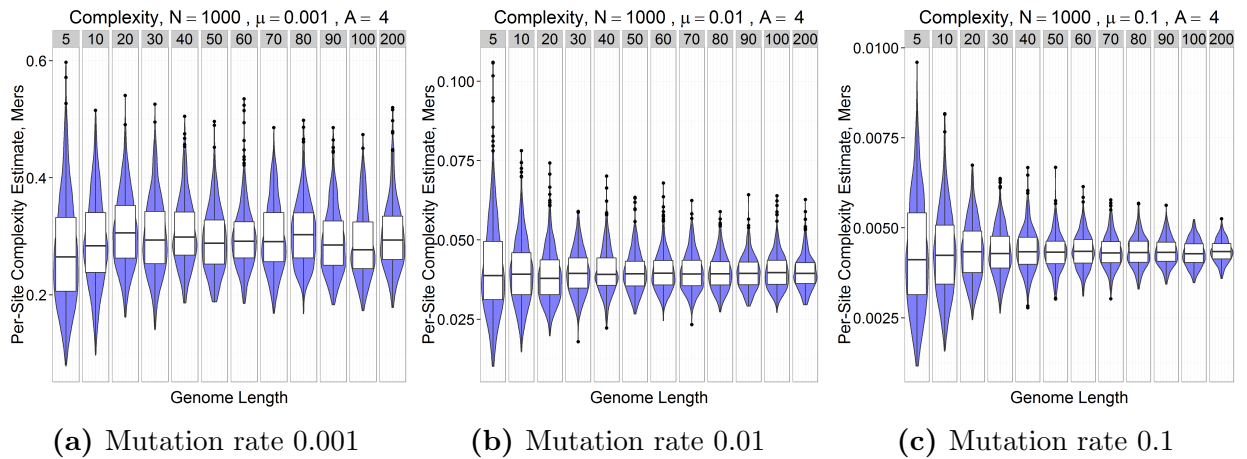 Complexity, N = 1000 , μ = 0.001 , A = 4
5 10 20 30 40 50 60 70 80 90 100 200
0.6
0.4
0.2
Per-Site Complexity Estimate, Mers
Genome Length
(a) Mutation rate 0.001
Complexity, N = 1000 , μ = 0.01 , A = 4
5 10 20 30 40 50 60 70 80 90 100 200
0.100
0.075
0.050
0.025
Per-Site Complexity Estimate, Mers
Genome Length
(b) Mutation rate 0.01
Complexity, N = 1000 , μ = 0.1 , A = 4
5 10 20 30 40 50 60 70 80 90 100 200
0.0100
0.0075
0.0050
0.0025
Per-Site Complexity Estimate, Mers
Genome Length
(c) Mutation rate 0.1